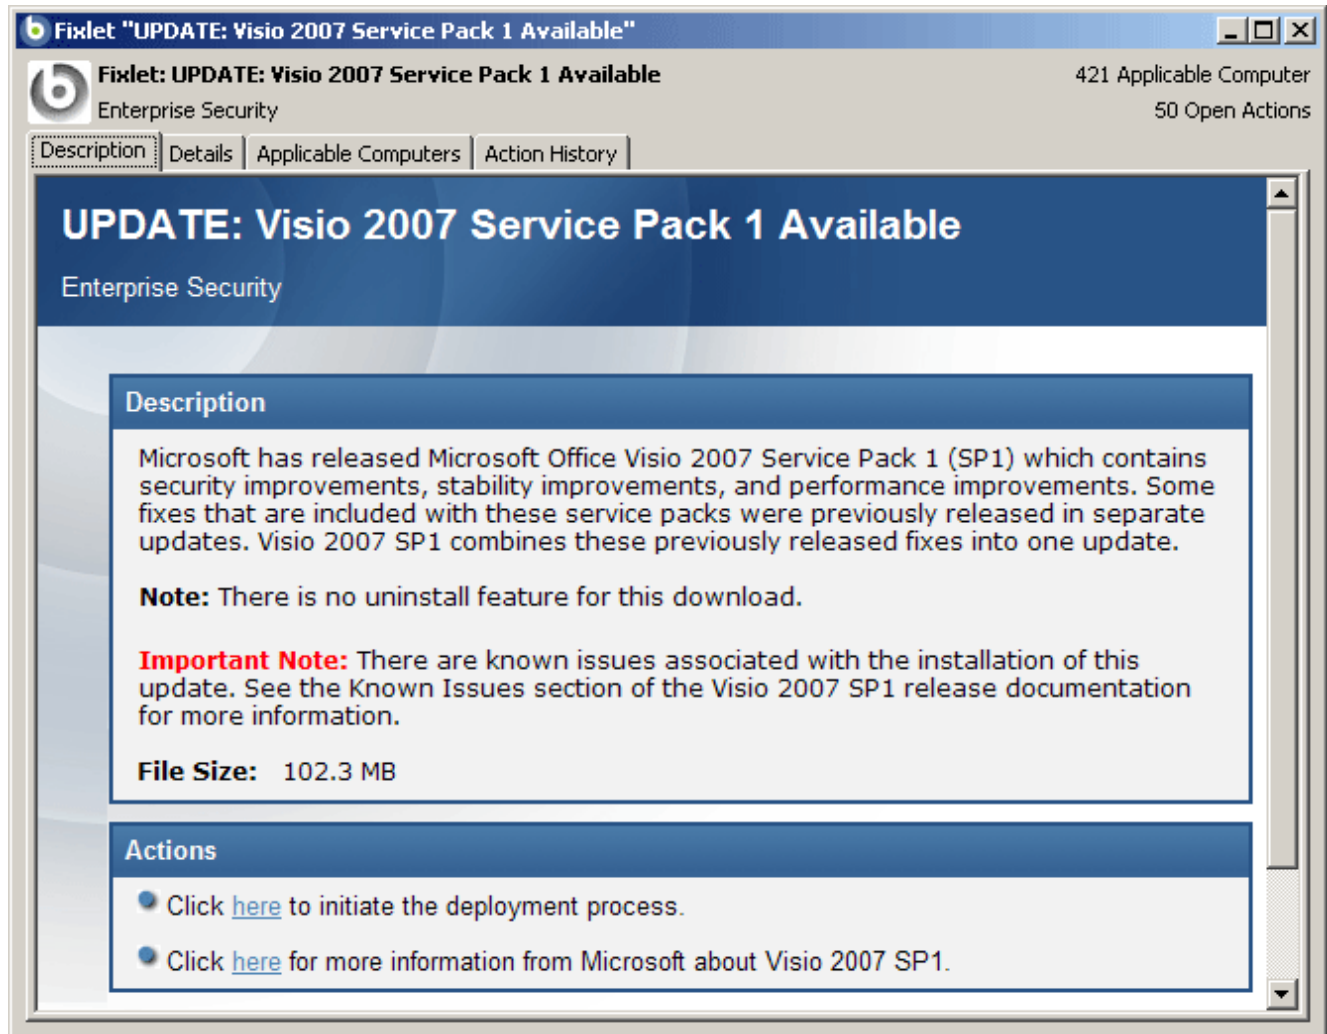 Fixlet "UPDATE: Visio 2007 Service Pack 1 Available"
Fixlet: UPDATE: Visio 2007 Service Pack 1 Available
421 Applicable Computer
Enterprise Security
50 Open Actions
Description
Details
Applicable Computers
Action History
UPDATE: Visio 2007 Service Pack 1 Available
Enterprise Security
Description
Microsoft has released Microsoft Office Visio 2007 Service Pack 1 (SP1) which contains
security improvements, stability improvements, and performance improvements. Some
fixes that are included with these service packs were previously released in separate
updates. Visio 2007 SP1 combines these previously released fixes into one update.
Note: There is no uninstall feature for this download.
Important Note: There are known issues associated with the installation of this
update. See the Known Issues section of the Visio 2007 SP1 release documentation
for more information.
File Size: 102.3 MB
Actions
Click here to initiate the deployment process.
Click here for more information from Microsoft about Visio 2007 SP1.